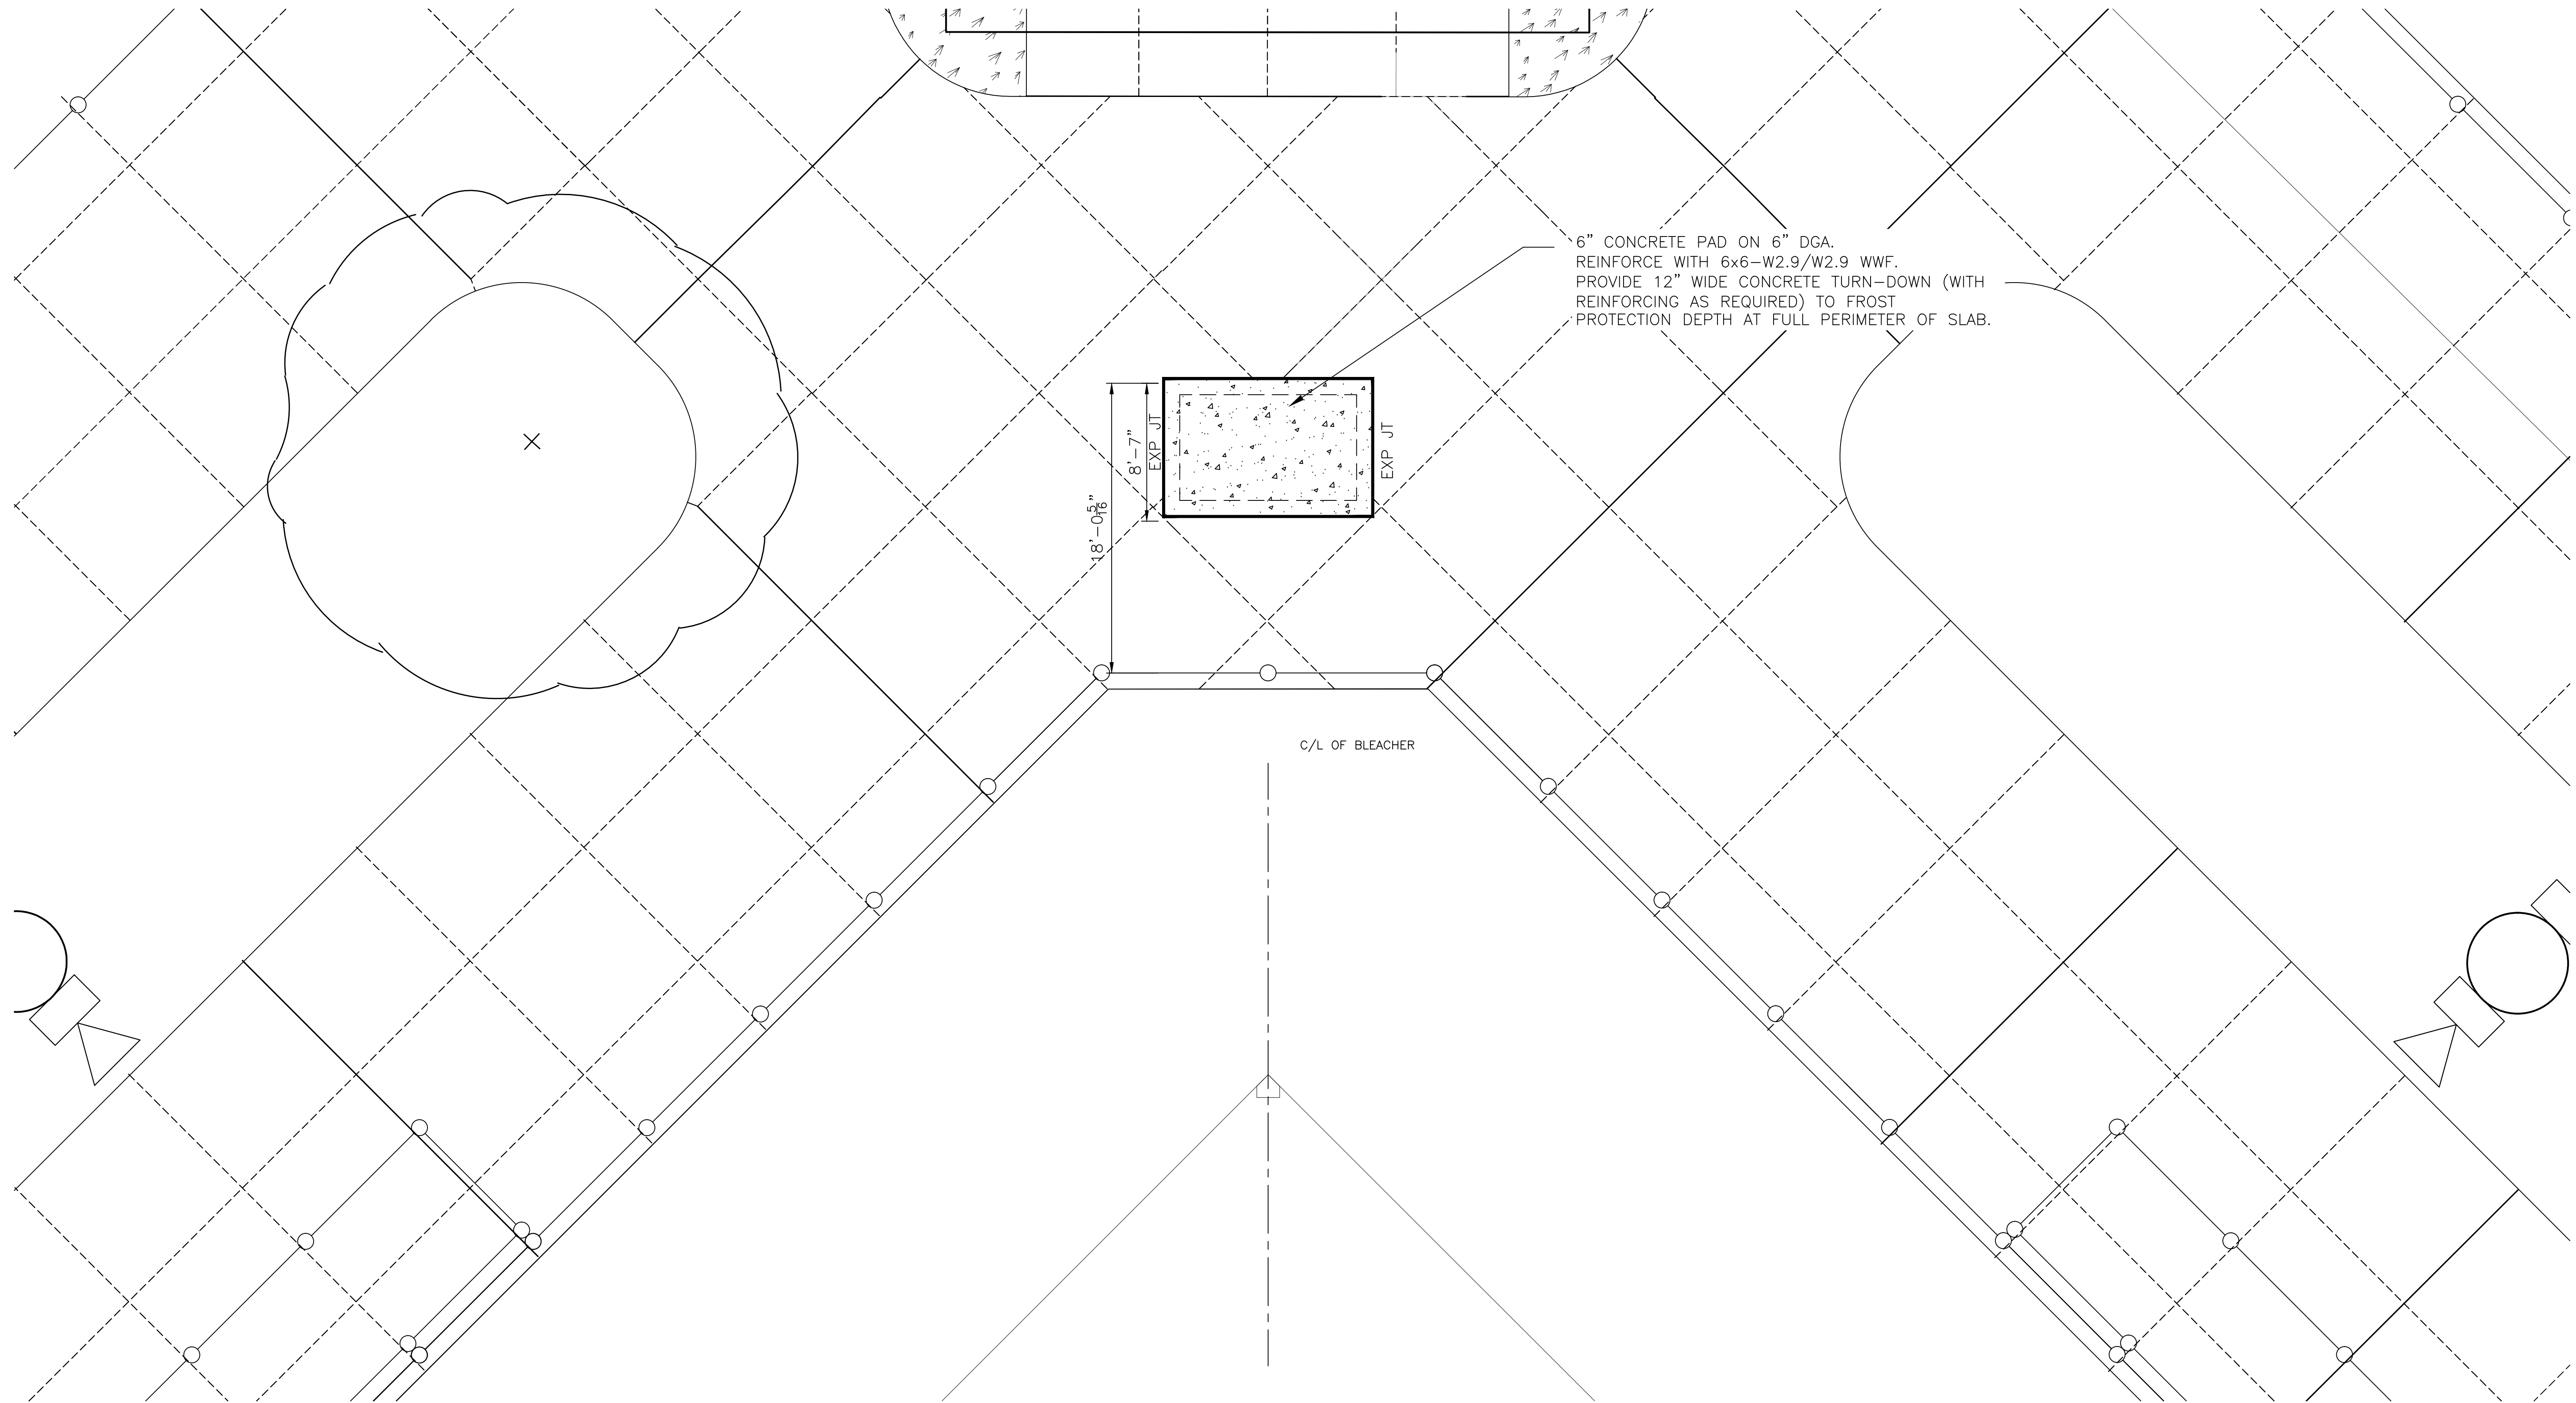 6” CONCRETE PAD ON 6” DGA.
REINFORCE WITH 6x6-W2.9/W2.9 WWF.
PROVIDE 12” WIDE CONCRETE TURN-DOWN (WITH
REINFORCING AS REQUIRED) TO FROST
PROTECTION DEPTH AT FULL PERIMETER OF SLAB.
8'-7”
EXP JT
EXP JT
18'-0 5/16”
C/L OF BLEACHER